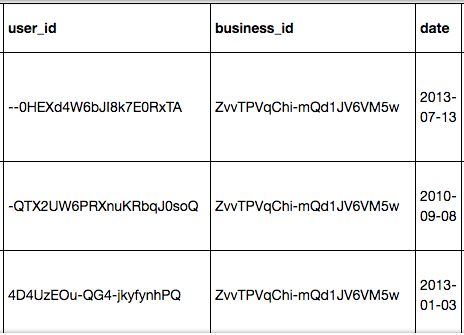 user_id business_id date
--0HEXd4W6bJI8k7E0RxTA ZvvTPVqChi-mQd1JV6VM5w 2013-
07-13
-QTX2UW6PRXnuKRbqJ0soQ ZvvTPVqChi-mQd1JV6VM5w 2010-
09-08
4D4UzEOu-QG4-jkyfynhPQ ZvvTPVqChi-mQd1JV6VM5w 2013-
01-03